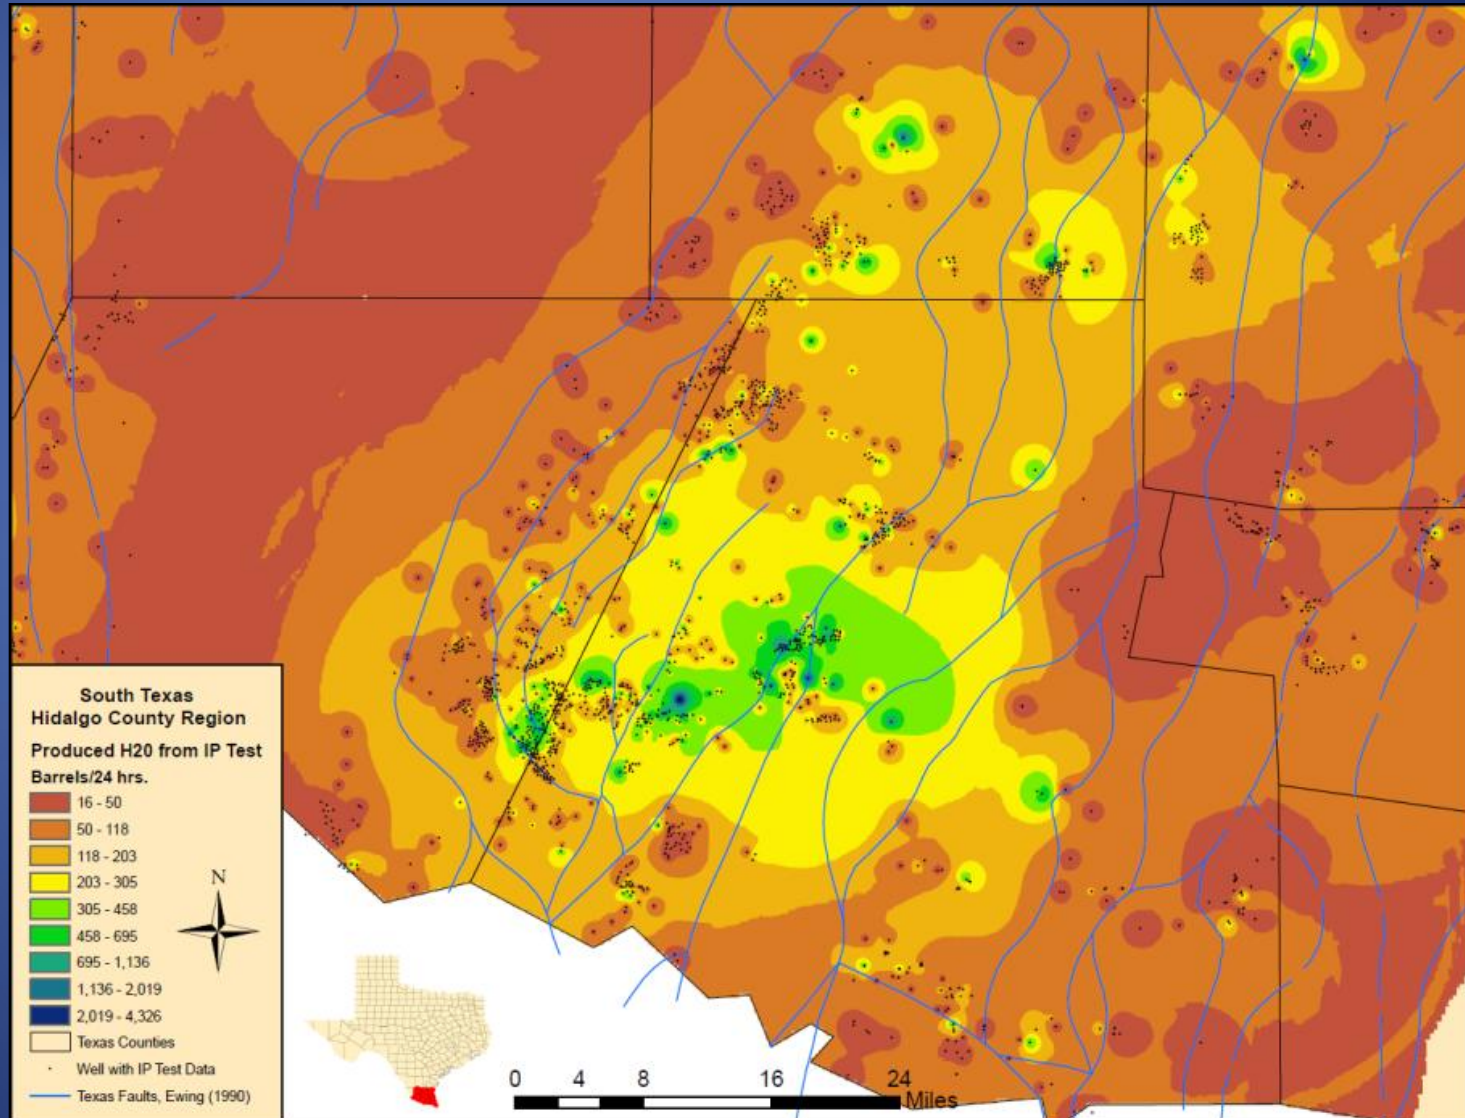 South Texas
Hidalgo County Region
Produced H20 from IP Test
Barrels/24 hrs.
16 - 50
50 - 118
118 - 203
203 - 305
305 - 458
458 - 695
695 - 1,136
1,136 - 2,019
2,019 - 4,326
Texas Counties
Well with IP Test Data
Texas Faults, Ewing (1990)
N
0 4 8 16 24
Miles